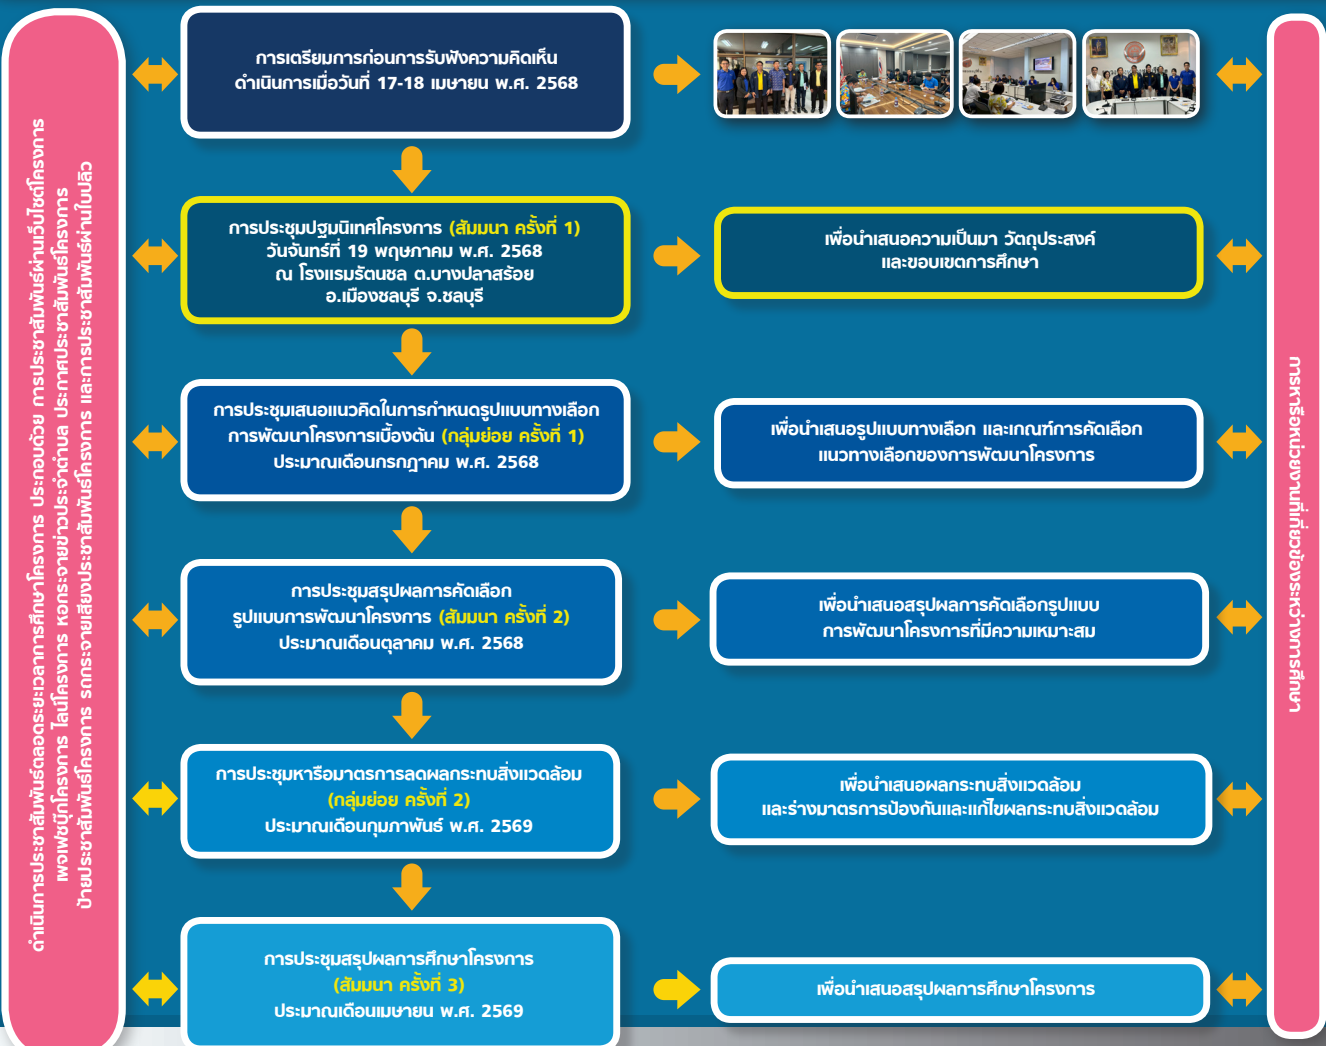 ดำเนินการประชาสัมพันธ์ตลอดระยะเวลาการศึกษาโครงการ ประกอบด้วย การประชาสัมพันธ์ผ่านเว็บไซต์โครงการ
เพจเฟซบุ๊กโครงการ ไลน์โครงการ หอกระจายข่าวประจำตำบล ประกาศประชาสัมพันธ์โครงการ
ป้ายประชาสัมพันธ์โครงการ รถกระจายเสียงประชาสัมพันธ์โครงการ และการประชาสัมพันธ์ผ่านใบปลิว
การเตรียมการก่อนการรับฟังความคิดเห็น
ดำเนินการเมื่อวันที่ 17-18 เมษายน พ.ศ. 2568
การประชุมปฐมนิเทศโครงการ (สัมมนา ครั้งที่ 1)
วันจันทร์ที่ 19 พฤษภาคม พ.ศ. 2568
ณ โรงแรมรัตนชล ต.บางปลาสร้อย
อ.เมืองชลบุรี จ.ชลบุรี
เพื่อนำเสนอความเป็นมา วัตถุประสงค์
และขอบเขตการศึกษา
การประชุมเสนอแนวคิดในการกำหนดรูปแบบทางเลือก
การพัฒนาโครงการเบื้องต้น (กลุ่มย่อย ครั้งที่ 1)
ประมาณเดือนกรกฎาคม พ.ศ. 2568
เพื่อนำเสนอรูปแบบทางเลือก และเกณฑ์การคัดเลือก
แนวทางเลือกของการพัฒนาโครงการ
การประชุมสรุปผลการคัดเลือก
รูปแบบการพัฒนาโครงการ (สัมมนา ครั้งที่ 2)
ประมาณเดือนตุลาคม พ.ศ. 2568
เพื่อนำเสนอสรุปผลการคัดเลือกรูปแบบ
การพัฒนาโครงการที่มีความเหมาะสม
การประชุมหารือมาตรการลดผลกระทบสิ่งแวดล้อม
(กลุ่มย่อย ครั้งที่ 2)
ประมาณเดือนกุมภาพันธ์ พ.ศ. 2569
เพื่อนำเสนอผลกระทบสิ่งแวดล้อม
และร่างมาตรการป้องกันและแก้ไขผลกระทบสิ่งแวดล้อม
การประชุมสรุปผลการศึกษาโครงการ
(สัมมนา ครั้งที่ 3)
ประมาณเดือนเมษายน พ.ศ. 2569
เพื่อนำเสนอสรุปผลการศึกษาโครงการ
การหารือหน่วยงานที่เกี่ยวข้องระหว่างการศึกษา